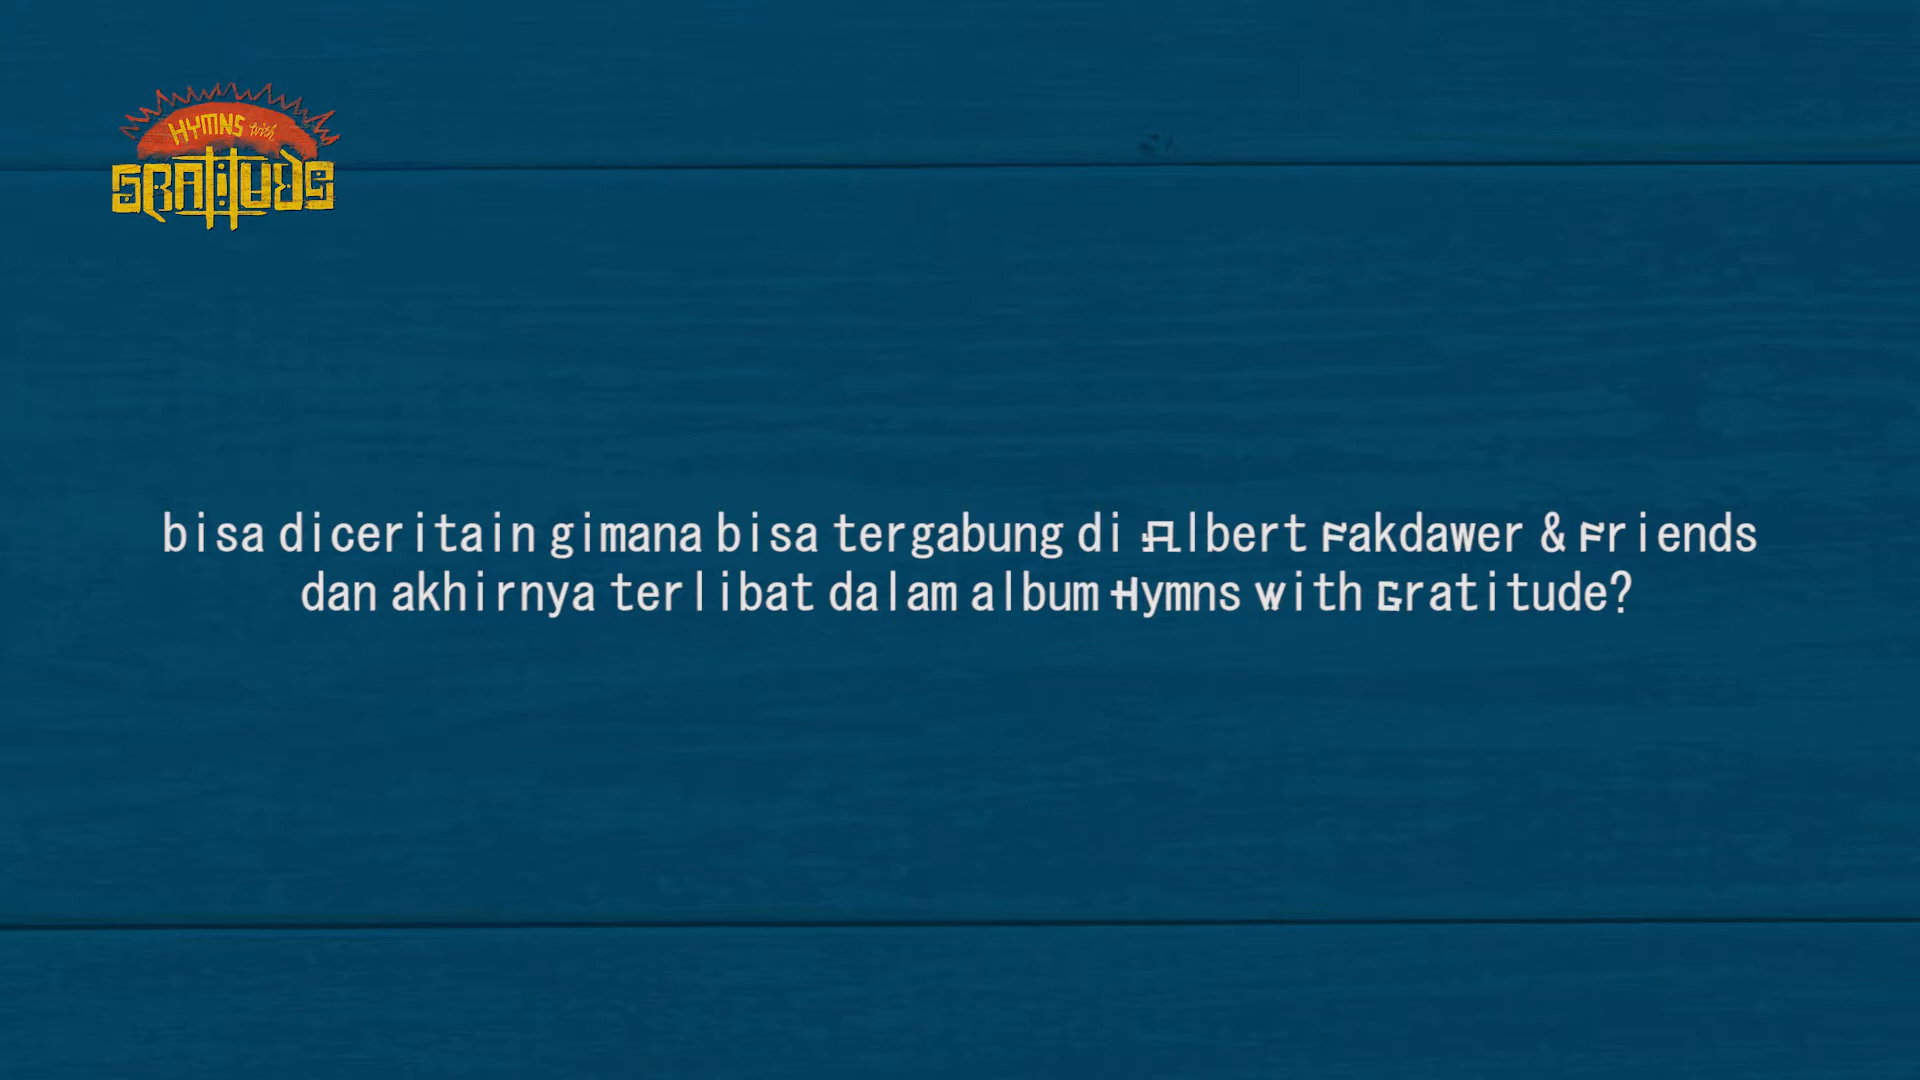 HYMNS with
GRATITUDE
bisa diceritain gimana bisa tergabung di Albert Fakdawer & Friends
dan akhirnya terlibat dalam album Hymns with Gratitude?